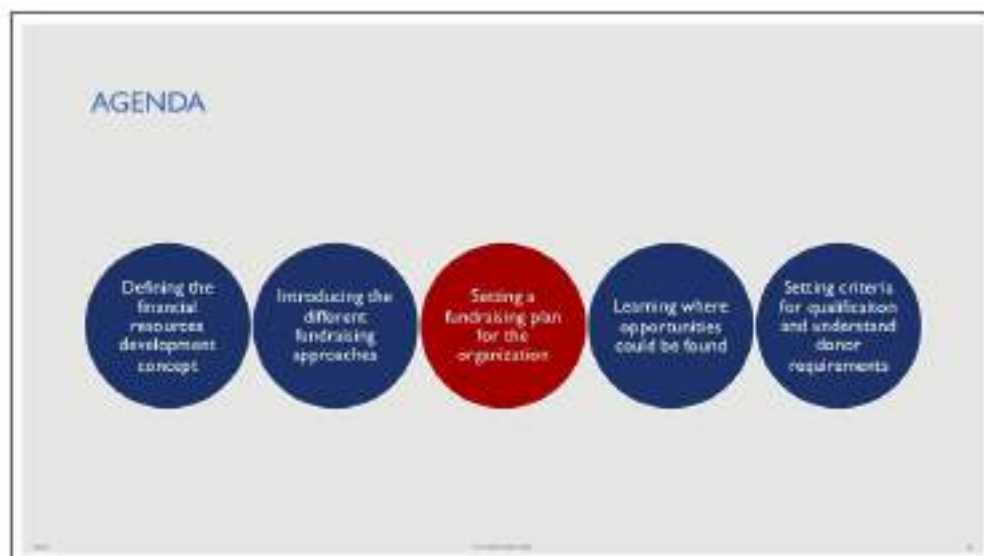 AGENDA
Defining the
financial
resources
development
concept
Introducing the
different
fundraising
approaches
Setting a
fundraising plan
for the
organization
Learning where
opportunities
could be found
Setting criteria
for qualification
and understand
donor
requirements